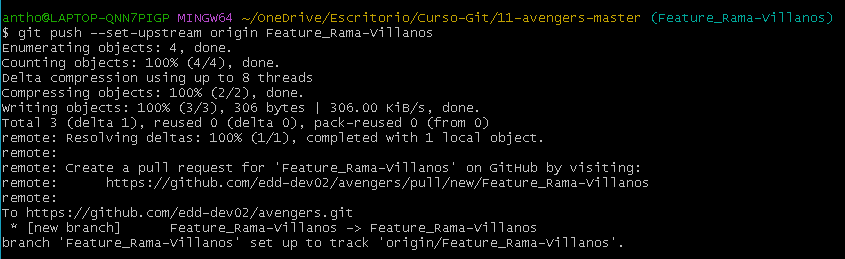 antho@LAPTOP-QNN7PIGP MINGW64 ~/OneDrive/Escritorio/Curso-Git/11-avengers-master (Feature_Rama-Villanos)
$ git push --set-upstream origin Feature_Rama-Villanos
Enumerating objects: 4, done.
Counting objects: 100% (4/4), done.
Delta compression using up to 8 threads
Compressing objects: 100% (2/2), done.
Writing objects: 100% (3/3), 306 bytes | 306.00 KiB/s, done.
Total 3 (delta 1), reused 0 (delta 0), pack-reused 0 (from 0)
remote: Resolving deltas: 100% (1/1), completed with 1 local object.
remote:
remote: Create a pull request for 'Feature_Rama-Villanos' on GitHub by visiting:
remote:      https://github.com/edd-dev02/avengers/pull/new/Feature_Rama-Villanos
remote:
To https://github.com/edd-dev02/avengers.git
 * [new branch]      Feature_Rama-Villanos -> Feature_Rama-Villanos
branch 'Feature_Rama-Villanos' set up to track 'origin/Feature_Rama-Villanos'.